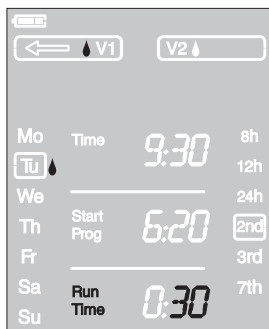 V1 V2
Mo Time 9:30 8h
Tu 12h
We 24h
Th Start Prog 6:20 2nd
Fr 3rd
Sa Run Time 0:30 7th
Su